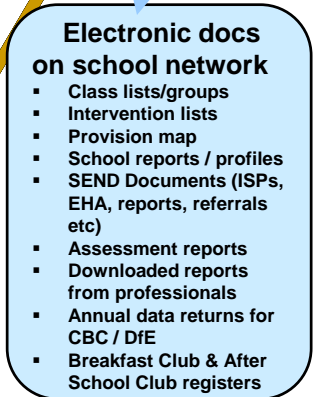 Electronic docs
on school network
▪ Class lists/groups
▪ Intervention lists
▪ Provision map
▪ School reports / profiles
▪ SEND Documents (ISPs,
EHA, reports, referrals
etc)
▪ Assessment reports
▪ Downloaded reports
from professionals
▪ Annual data returns for
CBC / DfE
▪ Breakfast Club & After
School Club registers